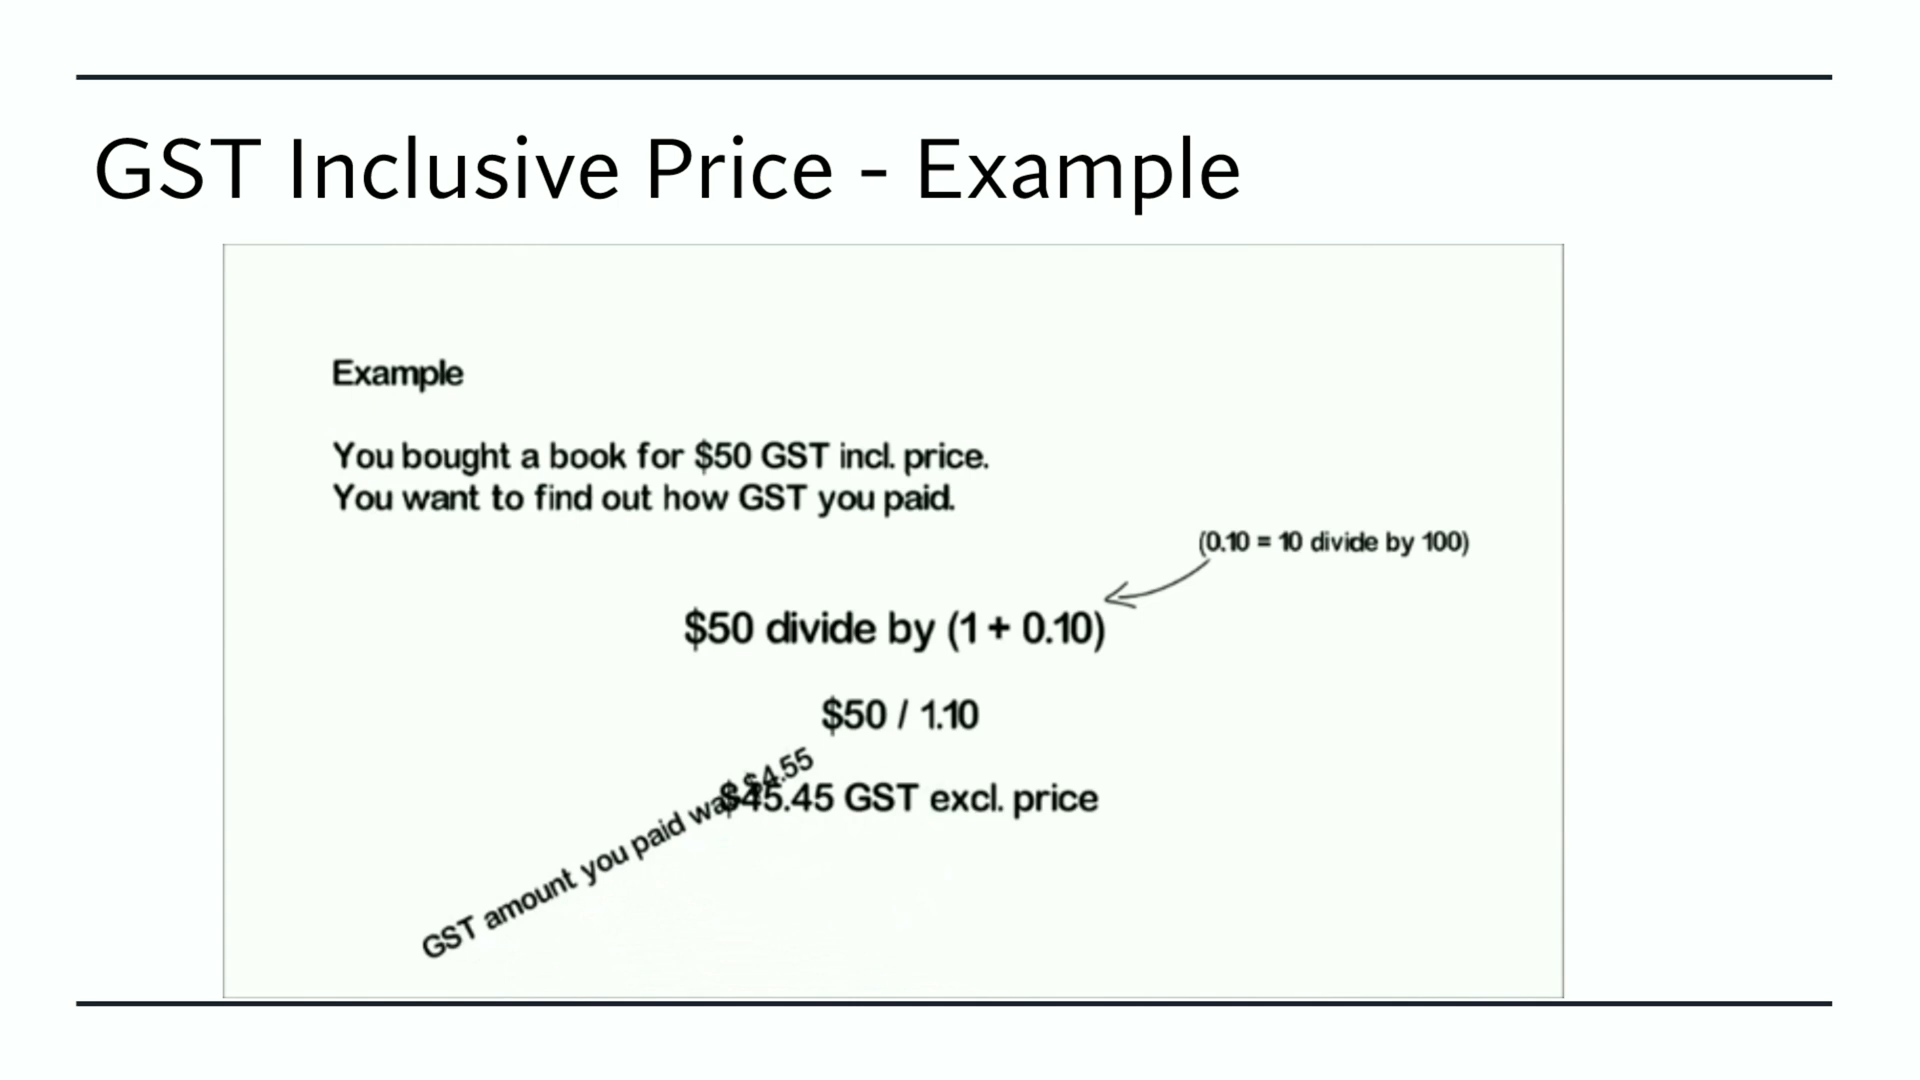 GST Inclusive Price - Example
Example
You bought a book for $50 GST incl. price.
You want to find out how GST you paid.
(0.10 = 10 divide by 100)
$50 divide by (1 + 0.10)
$50 / 1.10
$45.45 GST excl. price
GST amount you paid was $4.55